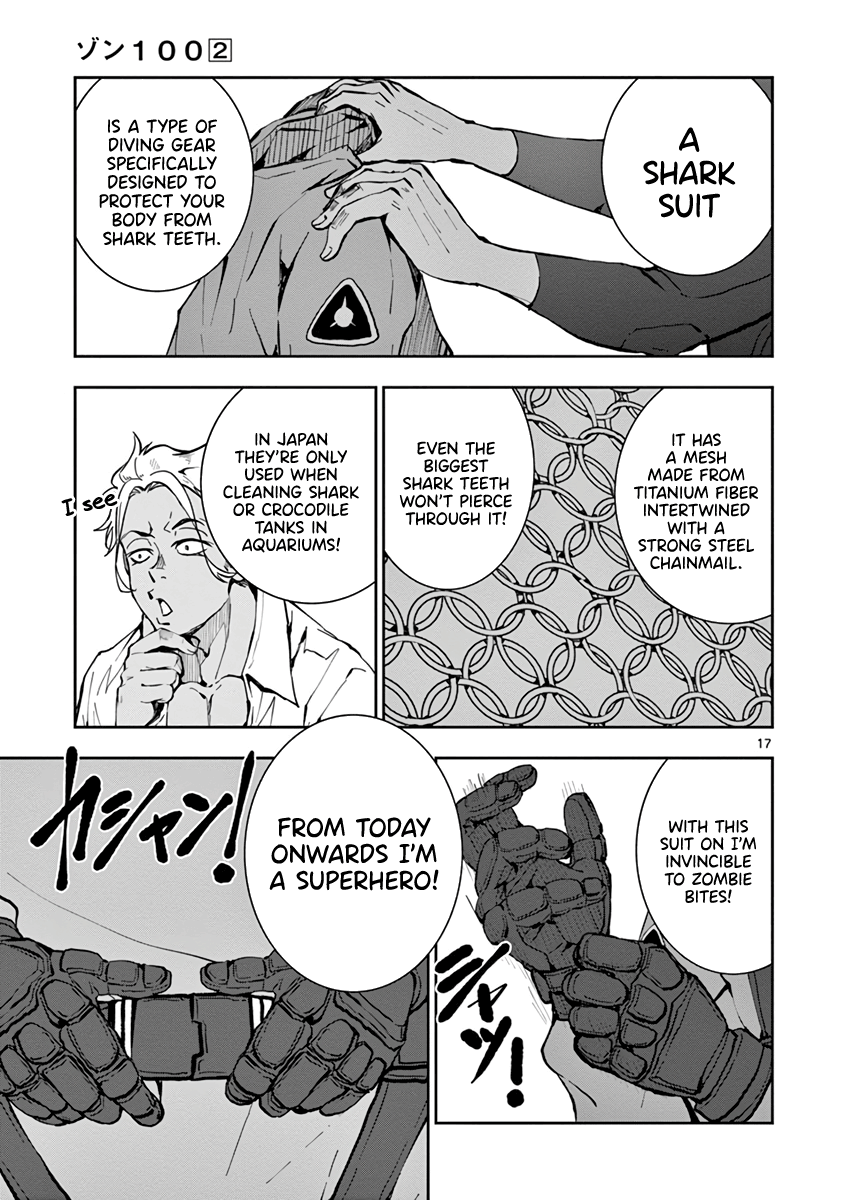 ゾン100 2
A
SHARK
SUIT
IS A TYPE OF
DIVING GEAR
SPECIFICALLY
DESIGNED TO
PROTECT YOUR
BODY FROM
SHARK TEETH.
IT HAS
A MESH
MADE FROM
TITANIUM FIBER
INTERTWINED
WITH A
STRONG STEEL
CHAINMAIL.
EVEN THE
BIGGEST
SHARK TEETH
WON'T PIERCE
THROUGH IT!
IN JAPAN
THEY'RE ONLY
USED WHEN
CLEANING SHARK
OR CROCODILE
TANKS IN
AQUARIUMS!
I see
17
WITH THIS
SUIT ON I'M
INVINCIBLE
TO ZOMBIE
BITES!
シャッ!
FROM TODAY
ONWARDS I'M
A SUPERHERO!
カシャン!